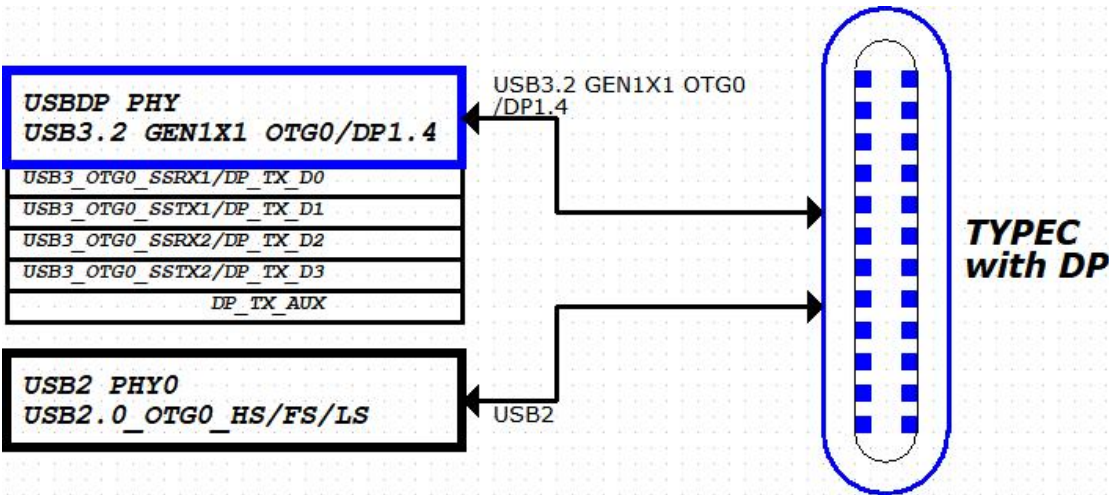 USBDP PHY
USB3.2 GEN1X1 OTG0/DP1.4
USB3_OTG0_SSRX1/DP_TX_D0
USB3_OTG0_SSTX1/DP_TX_D1
USB3_OTG0_SSRX2/DP_TX_D2
USB3_OTG0_SSTX2/DP_TX_D3
DP_TX_AUX
USB2 PHY0
USB2.0_OTG0_HS/FS/LS
USB3.2 GEN1X1 OTG0
/DP1.4
USB2
TYPEC
with DP